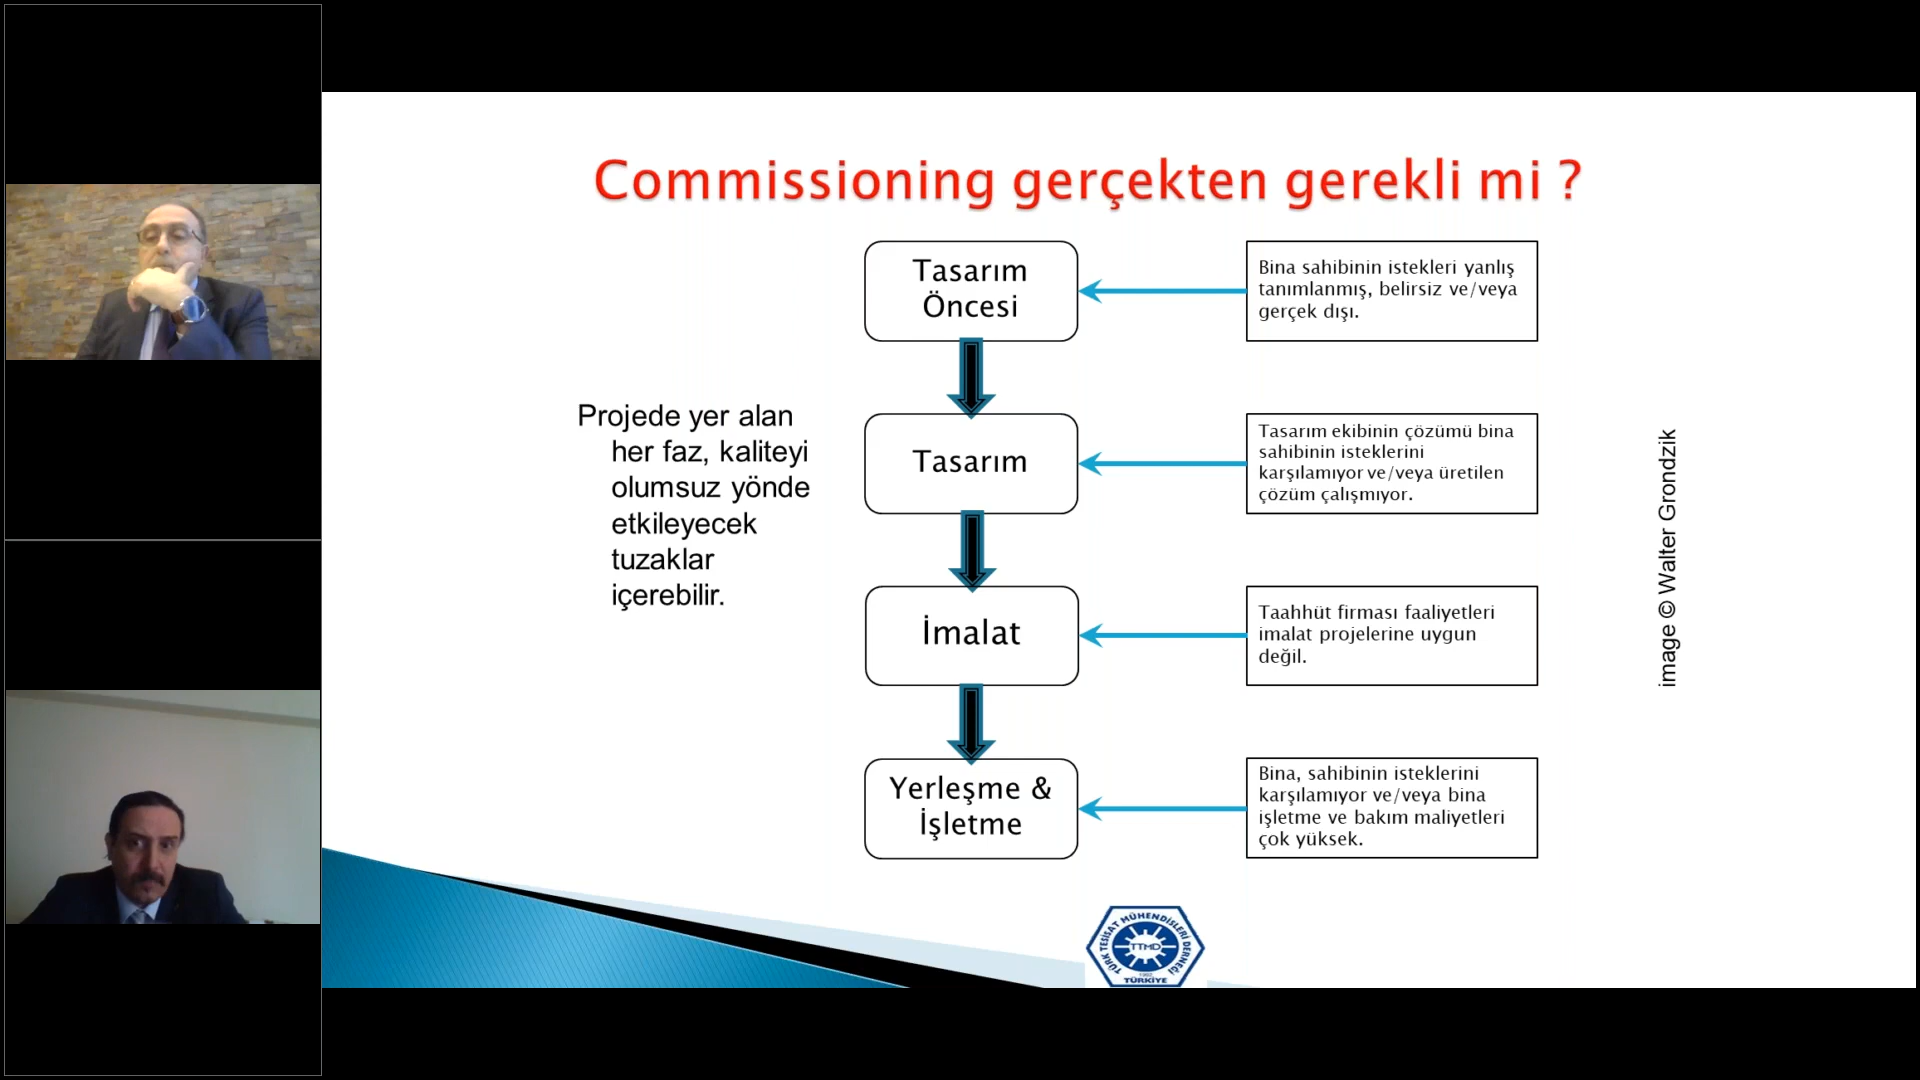 Commissioning gerçekten gerekli mi ?
Projede yer alan
her faz, kaliteyi
olumsuz yönde
etkileyecek
tuzaklar
içerebilir.
Tasarım
Öncesi
Bina sahibinin istekleri yanlış
tanımlanmış, belirsiz ve/veya
gerçek dışı.
Tasarım
Tasarım ekibinin çözümü bina
sahibinin isteklerini
karşılamıyor ve/veya üretilen
çözüm çalışmıyor.
İmalat
Taahhüt firması faaliyetleri
imalat projelerine uygun
değil.
Yerleşme &
İşletme
Bina, sahibinin isteklerini
karşılamıyor ve/veya bina
işletme ve bakım maliyetleri
çok yüksek.
image © Walter Grondzik
TÜRK TESİSAT MÜHENDİSLERİ DERNEĞİ
TTMD
1992
TÜRKİYE